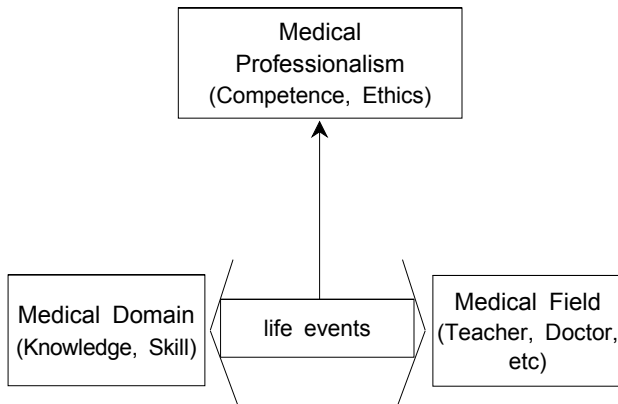 Medical
Professionalism
(Competence, Ethics)
Medical Domain
(Knowledge, Skill)
life events
Medical Field
(Teacher, Doctor,
etc)